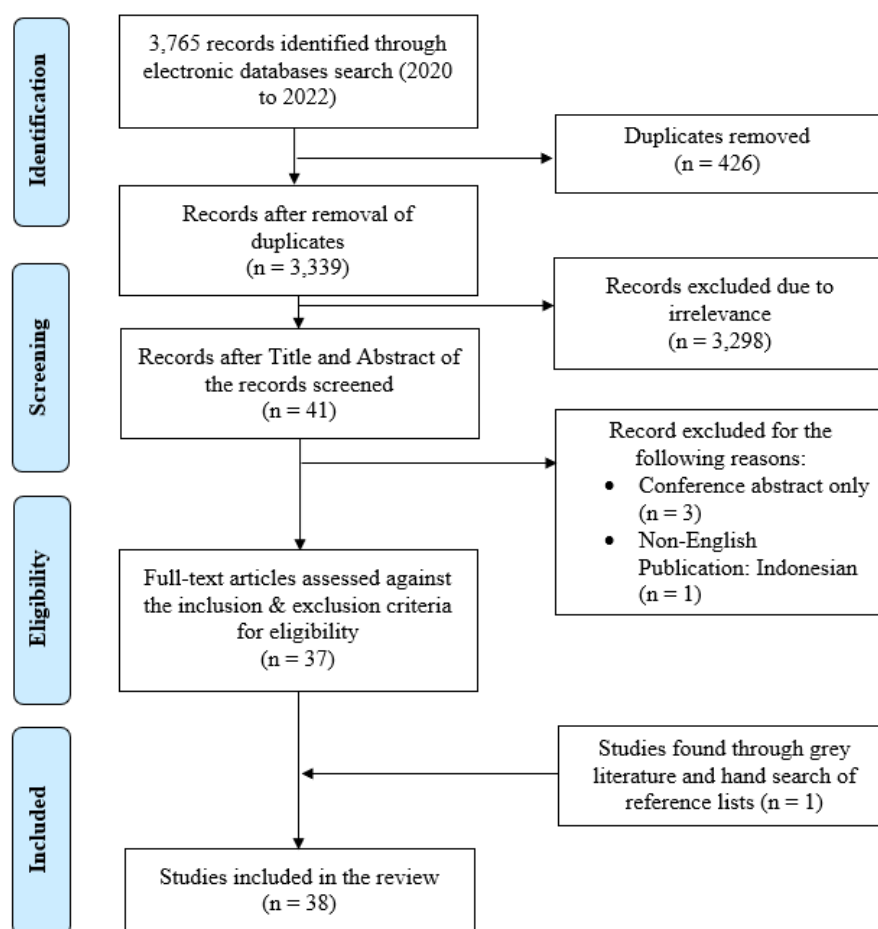 Identification
3,765 records identified through
electronic databases search (2020
to 2022)
Duplicates removed
(n = 426)
Records after removal of
duplicates
(n = 3,339)
Screening
Records excluded due to
irrelevance
(n = 3,298)
Records after Title and Abstract of
the records screened
(n = 41)
Record excluded for the
following reasons:
• Conference abstract only
(n = 3)
• Non-English
Publication: Indonesian
(n = 1)
Eligibility
Full-text articles assessed against
the inclusion & exclusion criteria
for eligibility
(n = 37)
Included
Studies found through grey
literature and hand search of
reference lists (n = 1)
Studies included in the review
(n = 38)